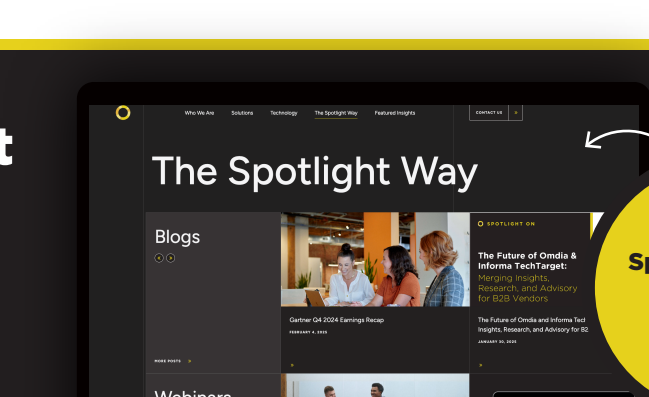 t
Who We Are
Solutions
Technology
The Spotlight Way
Featured Insights
CONTACT US
The Spotlight Way
Blogs
MORE POSTS
Gartner Q4 2024 Earnings Recap
FEBRUARY 4, 2025
SPOTLIGHT ON
The Future of Omdia &
Informa TechTarget:
Merging Insights,
Research, and Advisory
for B2B Vendors
The Future of Omdia and Informa Tec
Insights, Research, and Advisory for B2
JANUARY 30, 2025
Sp
Webinars